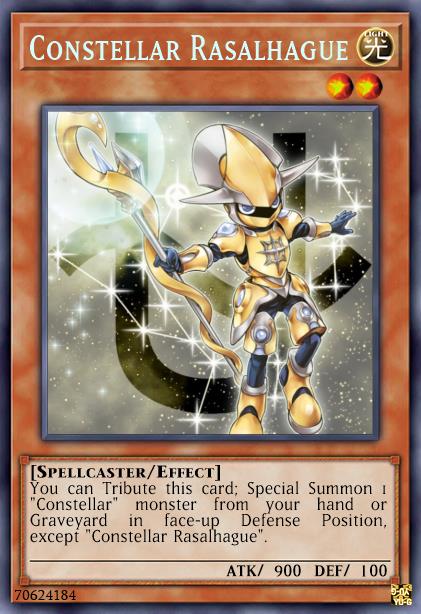 CONSTELLAR RASALHAGUE
LIGHT
光
[SPELLCASTER/EFFECT]
You can Tribute this card; Special Summon 1
"Constellar" monster from your hand or
Graveyard in face-up Defense Position,
except "Constellar Rasalhague".
ATK/ 900 DEF/ 100
70624184